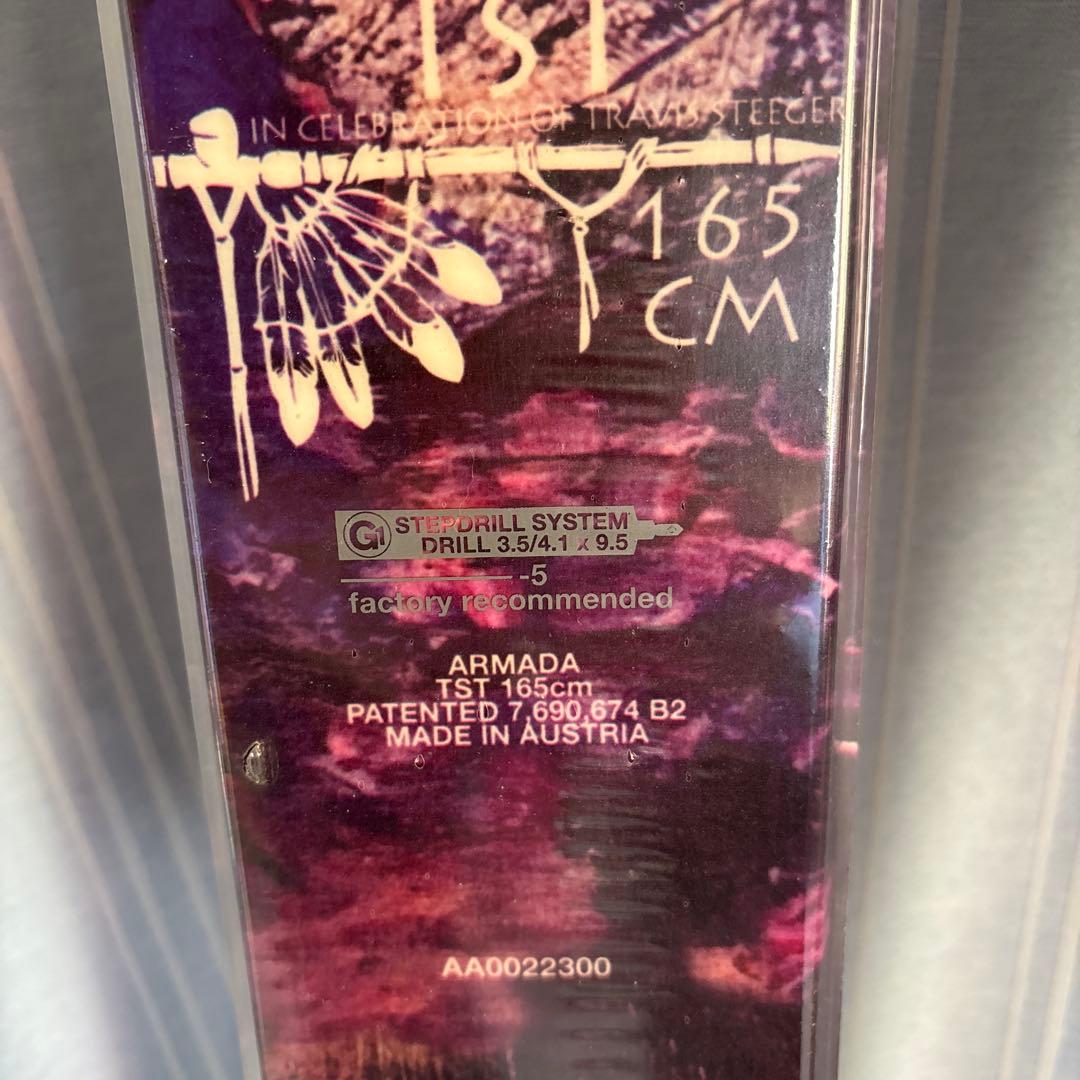 TST
IN CELEBRATION OF TRAVIS STEEGER
165
CM
G1 STEPDRILL SYSTEM
DRILL 3.5/4.1 x 9.5
-5
factory recommended
ARMADA
TST 165cm
PATENTED 7,690,674 B2
MADE IN AUSTRIA
AA0022300